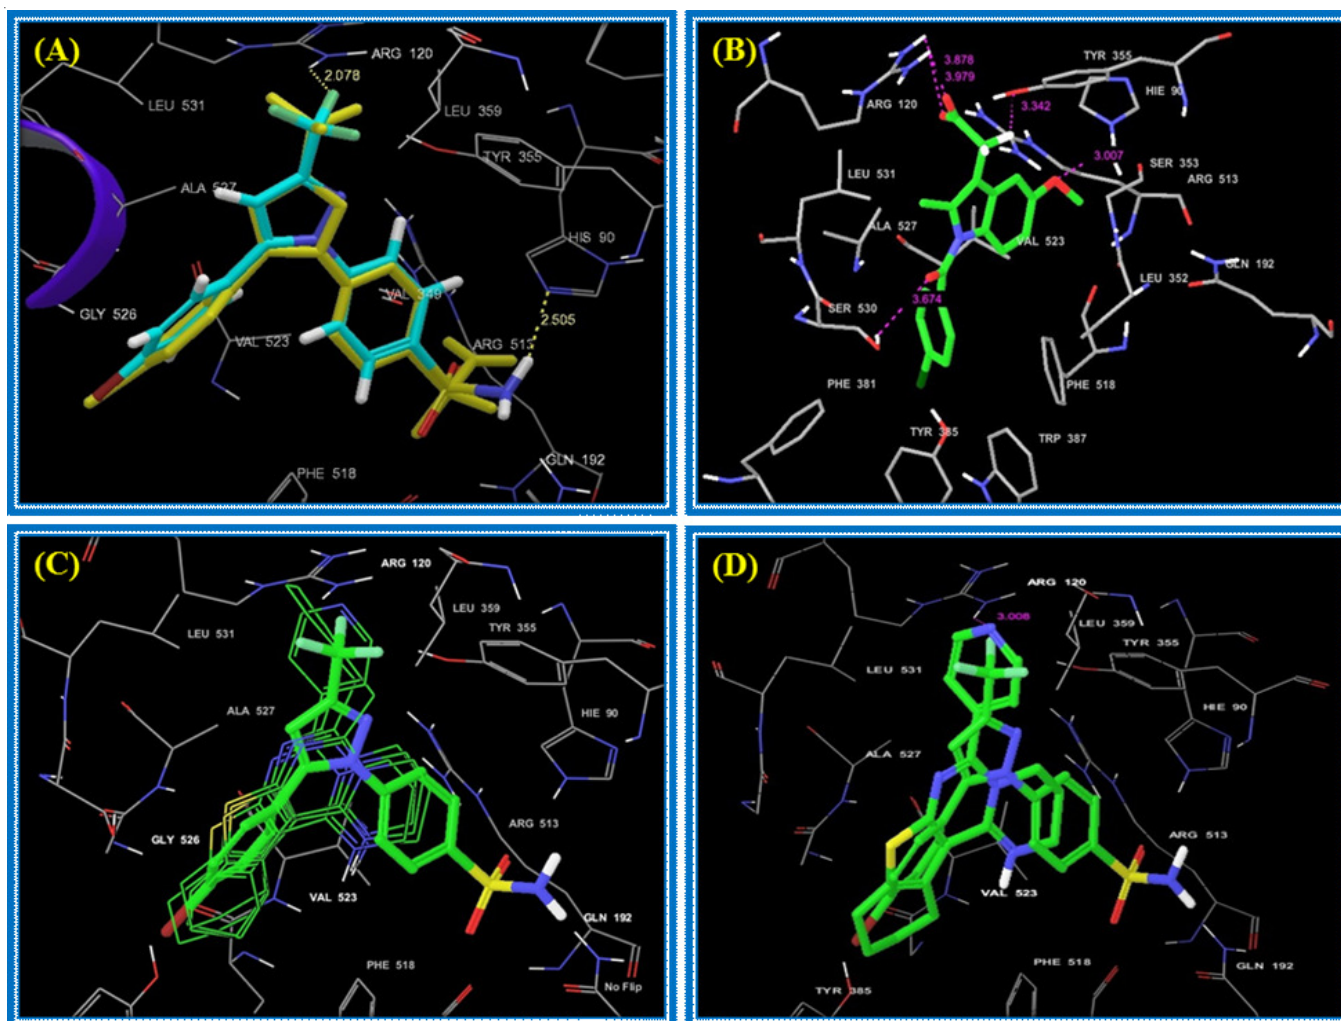 (A)
ARG 120
2.078
LEU 531
LEU 359
TYR 355
ALA 527
HIS 90
VAL 349
GLY 526
2.505
VAL 523
ARG 513
GLN 192
PHE 518
(B)
3.878
TYR 355
3.979
HIE 90
ARG 120
3.342
3.007
SER 353
LEU 531
ARG 513
ALA 527
VAL 523
GLN 192
LEU 352
SER 530
3.674
PHE 381
PHE 518
TYR 385
TRP 387
(C)
ARG 120
LEU 359
TYR 355
LEU 531
ALA 527
HIE 90
ARG 513
GLY 526
VAL 523
GLN 192
PHE 518
No Flip
(D)
ARG 120
3.008
LEU 359
TYR 355
LEU 531
HIE 90
ALA 527
ARG 513
VAL 523
PHE 518
GLN 192
TYR 385